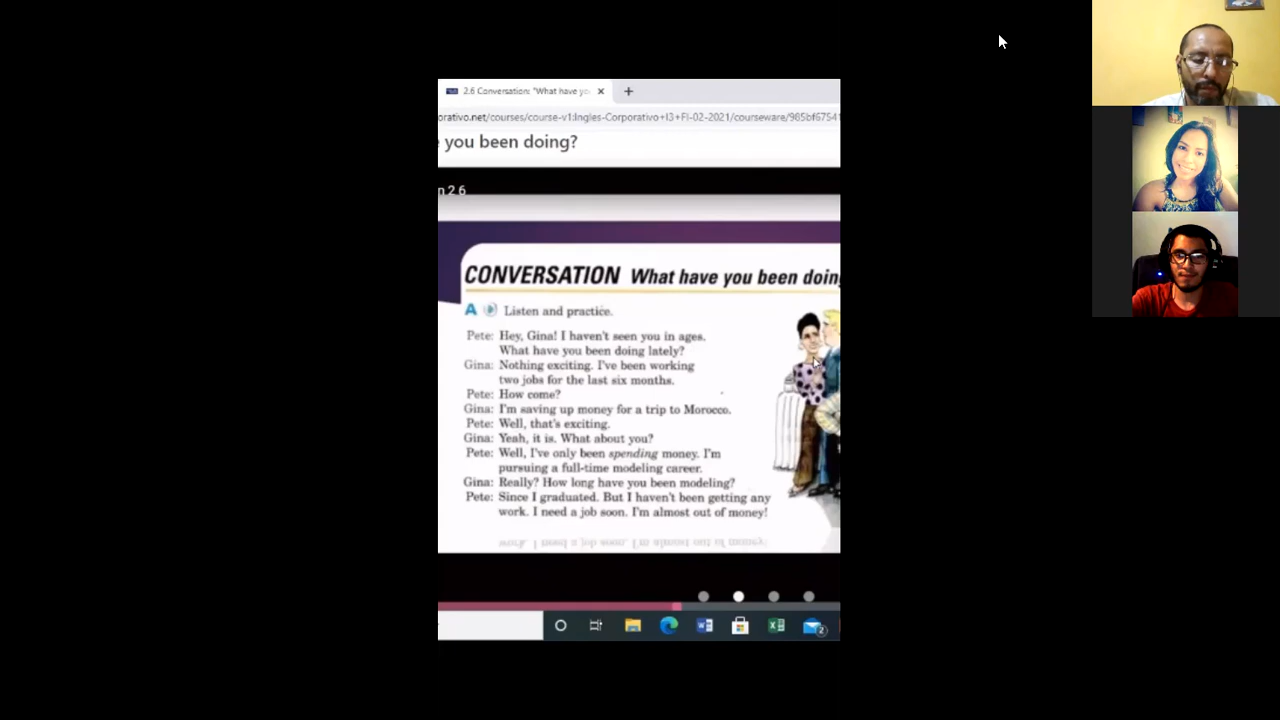 2.6 Conversation: "What have yo
orativo.net/courses/course-v1:Ingles-Corporativo+I3+FI-02-2021/courseware/985bf67541
you been doing?
n 2 6
CONVERSATION What have you been doin
A Listen and practice.
Pete: Hey, Gina! I haven't seen you in ages.
What have you been doing lately?
Gina: Nothing exciting. I've been working
two jobs for the last six months.
Pete: How come?
Gina: I'm saving up money for a trip to Morocco.
Pete: Well, that's exciting.
Gina: Yeah, it is. What about you?
Pete: Well, I've only been spending money. I'm
pursuing a full-time modeling career.
Gina: Really? How long have you been modeling?
Pete: Since I graduated. But I haven't been getting any
work. I need a job soon. I'm almost out of money!
2